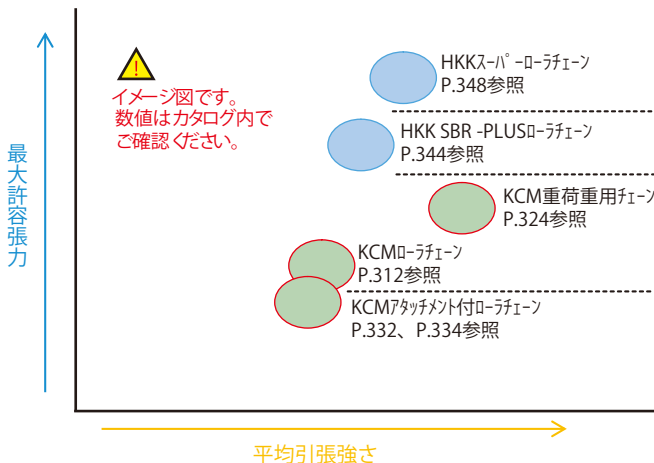 !
イメージ図です。
数値はカタログ内で
ご確認ください。
HKKスーパーローラチェーン
P.348参照
HKK SBR -PLUSローラチェーン
P.344参照
KCM重荷重用チェーン
P.324参照
KCMローラチェーン
P.312参照
KCMアタッチメント付ローラチェーン
P.332、P.334参照
最大許容張力
平均引張強さ